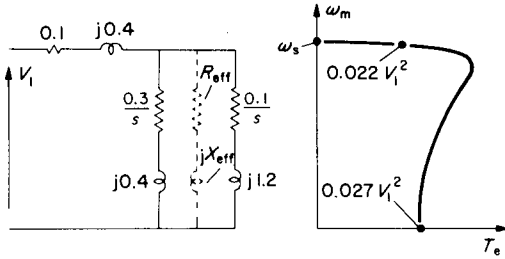 0.1
j0.4
V₁
0.3
s
j0.4
R_eff
jX_eff
0.1
s
j1.2
ω_m
ω_s
0.022 V₁²
0.027 V₁²
T_e